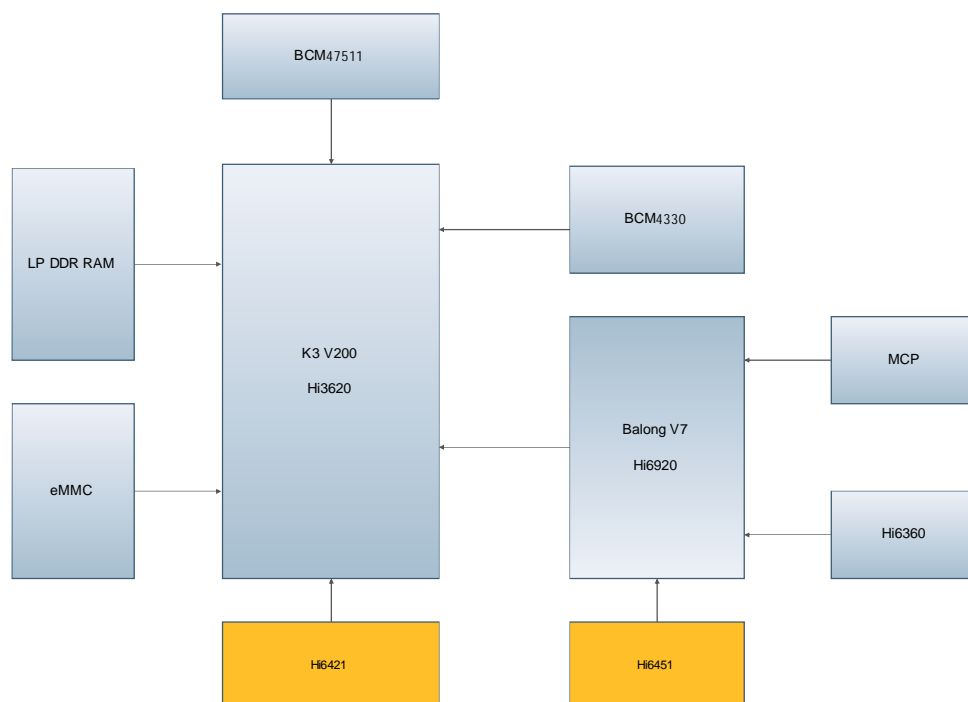 BCM47511
BCM4330
LP DDR RAM
K3 V200
Hi3620
MCP
Balong V7
Hi6920
eMMC
Hi6360
Hi6421
Hi6451